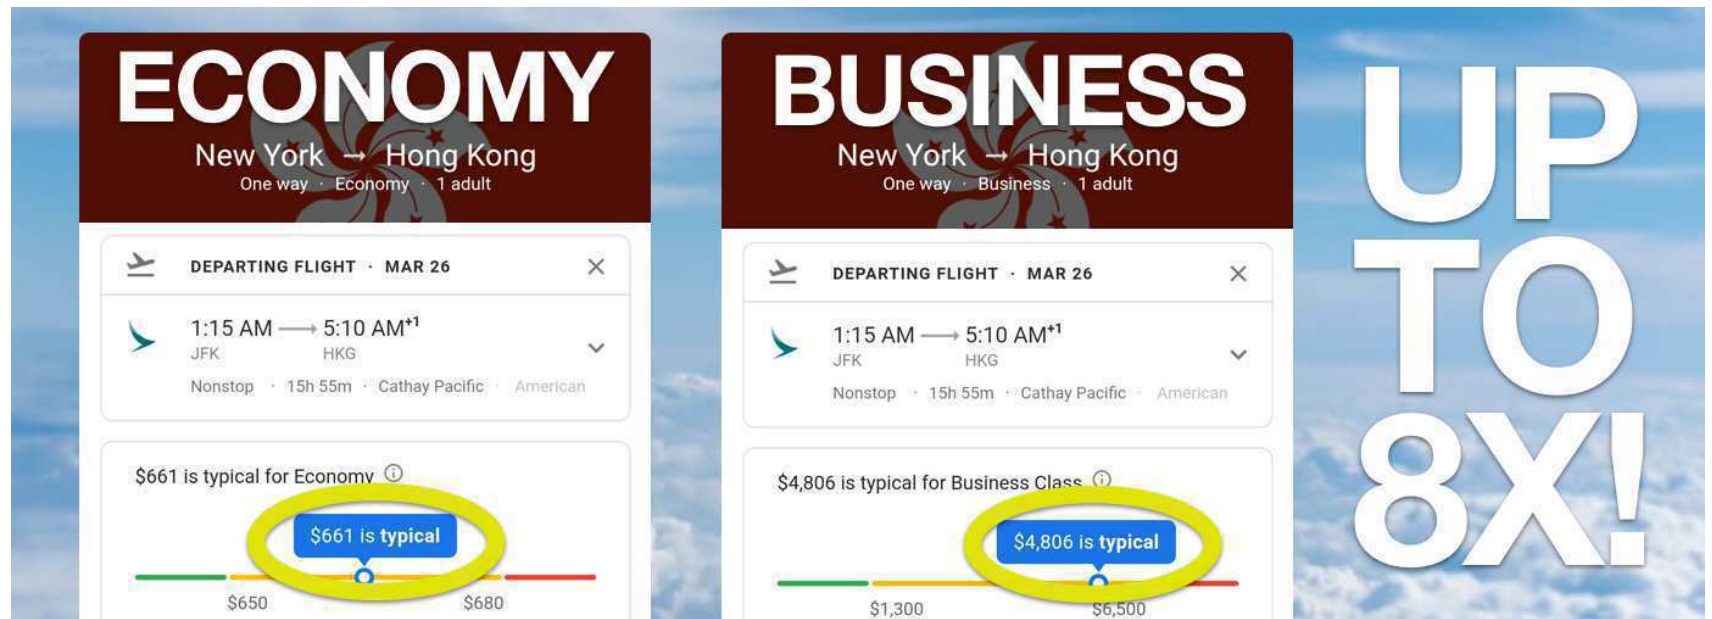 ECONOMY
New York → Hong Kong
One way · Economy · 1 adult
DEPARTING FLIGHT · MAR 26
1:15 AM → 5:10 AM+1
JFK HKG
Nonstop · 15h 55m · Cathay Pacific · American
$661 is typical for Economy
$661 is typical
$650 $680
BUSINESS
New York → Hong Kong
One way · Business · 1 adult
DEPARTING FLIGHT · MAR 26
1:15 AM → 5:10 AM+1
JFK HKG
Nonstop · 15h 55m · Cathay Pacific · American
$4,806 is typical for Business Class
$4,806 is typical
$1,300 $6,500
UP
TO
8X!